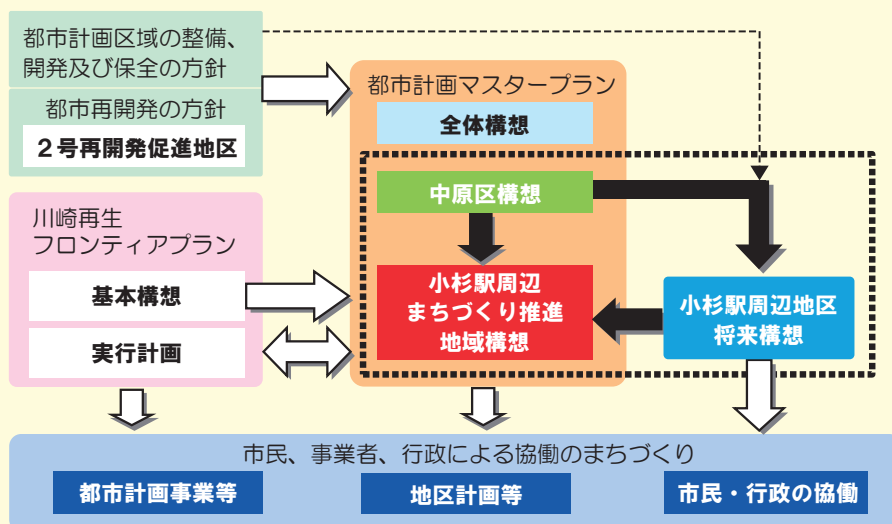 都市計画区域の整備、
開発及び保全の方針
都市再開発の方針
２号再開発促進地区
川崎再生
フロンティアプラン
基本構想
実行計画
都市計画マスタープラン
全体構想
中原区構想
小杉駅周辺
まちづくり推進
地域構想
小杉駅周辺地区
将来構想
市民、事業者、行政による協働のまちづくり
都市計画事業等
地区計画等
市民・行政の協働